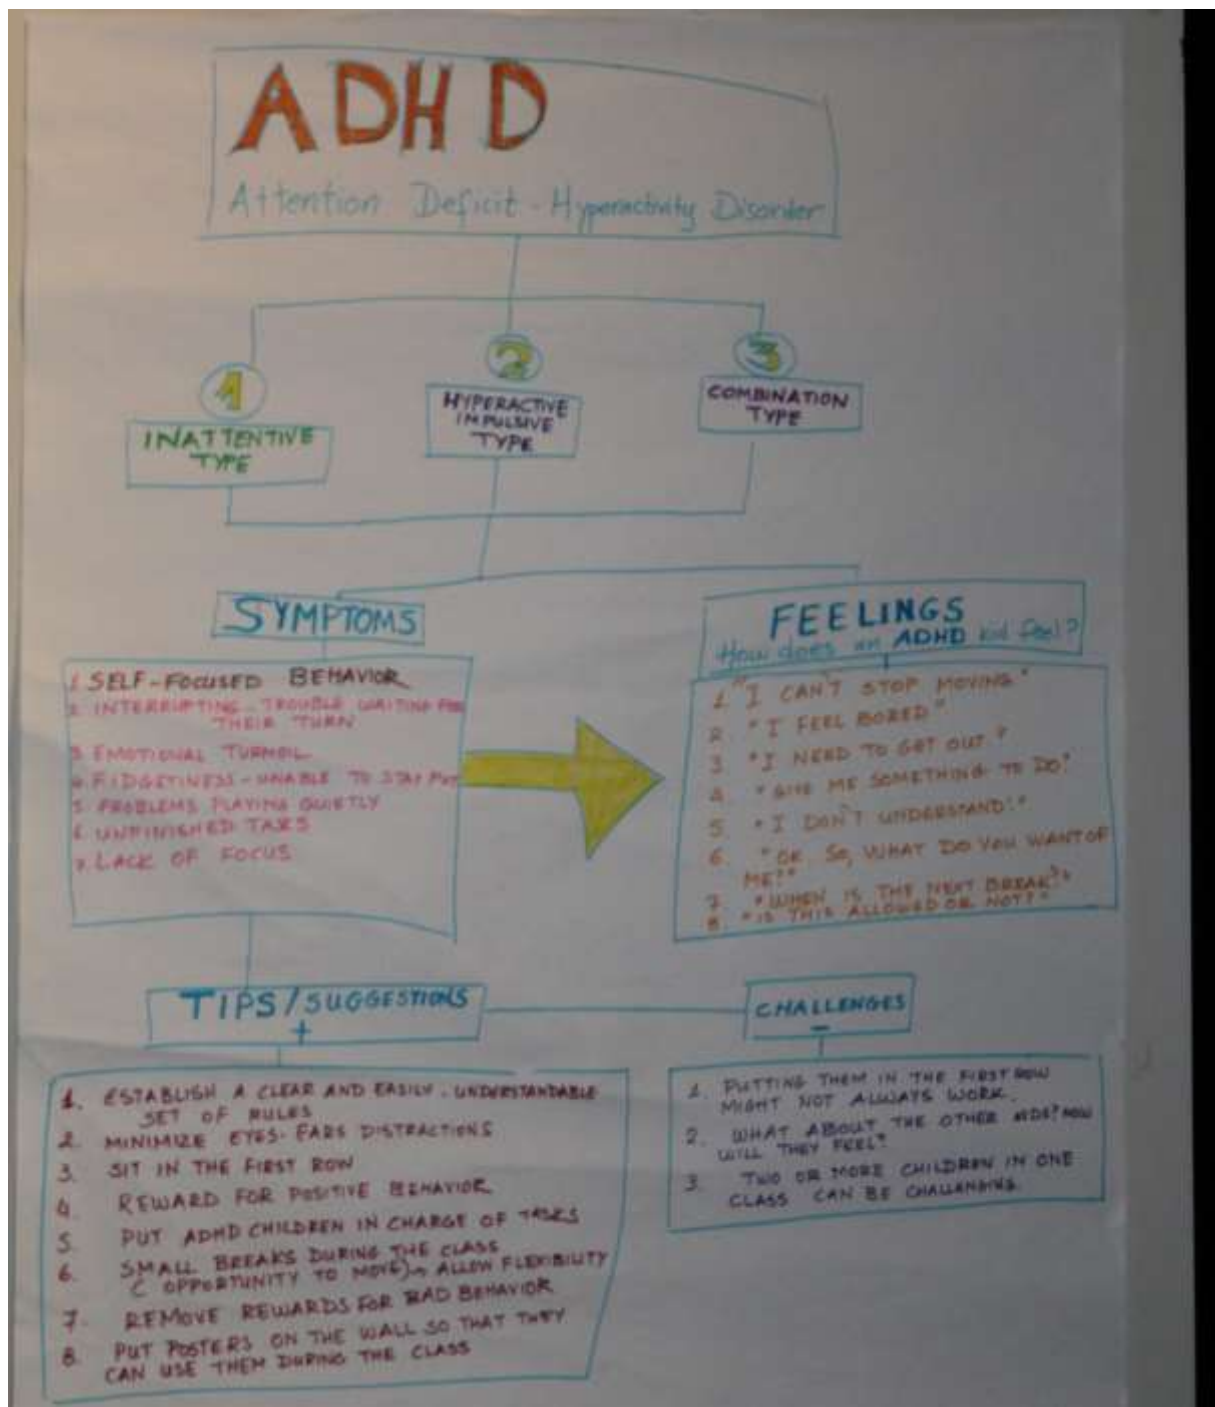 ADHD
Attention Deficit - Hyperactivity Disorder
1
2
3
INATTENTIVE
TYPE
HYPERACTIVE
IMPULSIVE
TYPE
COMBINATION
TYPE
SYMPTOMS
1 SELF-FOCUSED BEHAVIOR
2 INTERRUPTING - TROUBLE WAITING FOR
THEIR TURN
3 EMOTIONAL TURMOIL
4 FIDGETINESS - UNABLE TO STAY PUT
5 PROBLEMS PLAYING QUIETLY
6 UNFINISHED TAKS
7. LACK OF FOCUS
FEELINGS
How does an ADHD kid feel?
1 "I CAN'T STOP MOVING"
2. "I FEEL BORED"
3. "I NEED TO GET OUT"
4. "GIVE ME SOMETHING TO DO"
5. "I DON'T UNDERSTAND!"
6. "OK SO, WHAT DO YOU WANT OF
ME?"
7 "WHEN IS THE NEXT BREAK?"
8. "IS THIS ALLOWED OR NOT?"
TIPS/SUGGESTIONS
+
1. ESTABLISH A CLEAR AND EASILY-UNDERSTANDABLE
SET OF RULES
2. MINIMIZE EYES-EARS DISTRACTIONS
3. SIT IN THE FIRST ROW
4. REWARD FOR POSITIVE BEHAVIOR
5. PUT ADHD CHILDREN IN CHARGE OF TASKS
6. SMALL BREAKS DURING THE CLASS
( OPPORTUNITY TO MOVE) → ALLOW FLEXIBILITY
7. REMOVE REWARDS FOR BAD BEHAVIOR
8. PUT POSTERS ON THE WALL SO THAT THEY
CAN USE THEM DURING THE CLASS
CHALLENGES
-
1. PUTTING THEM IN THE FIRST ROW
MIGHT NOT ALWAYS WORK.
2. WHAT ABOUT THE OTHER KIDS? HOW
WILL THEY FEEL?
3. TWO OR MORE CHILDREN IN ONE
CLASS CAN BE CHALLENGING